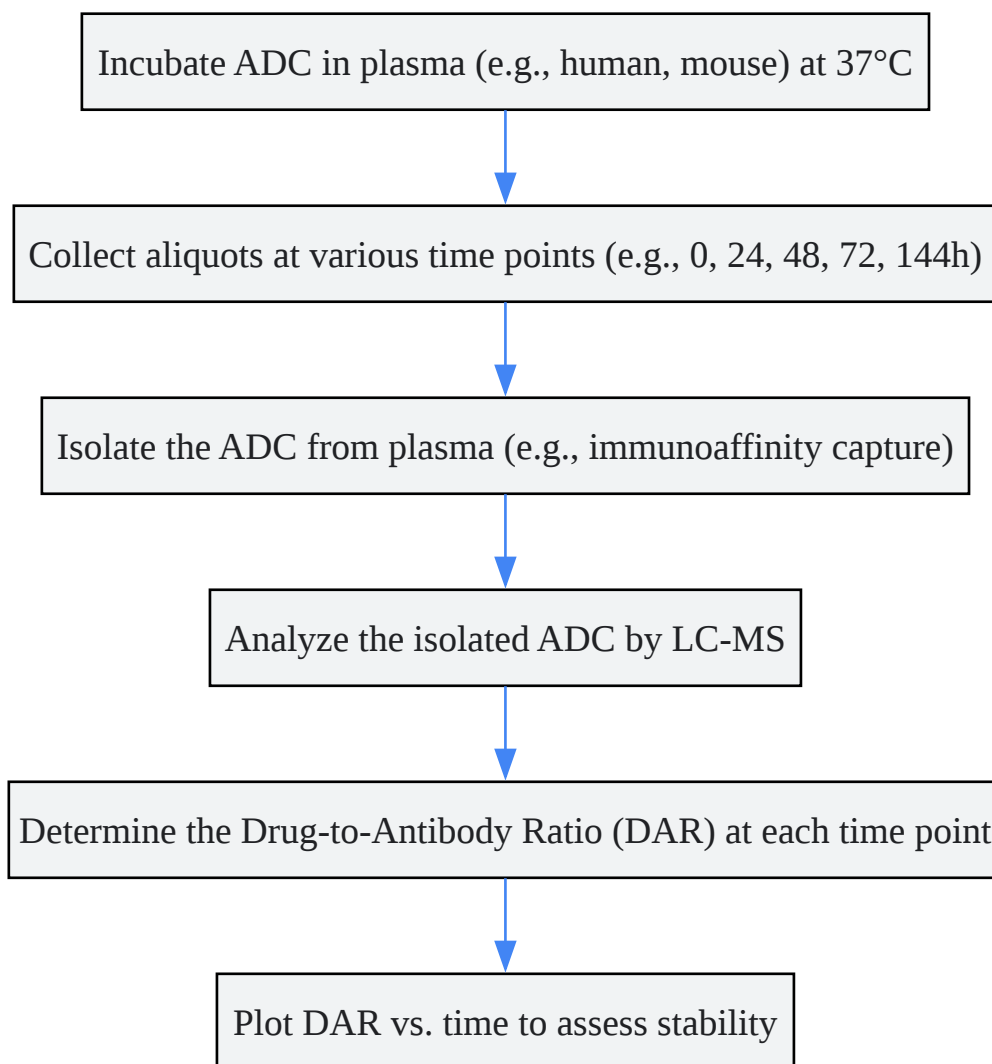 Incubate ADC in plasma (e.g., human, mouse) at 37°C
Collect aliquots at various time points (e.g., 0, 24, 48, 72, 144h)
Isolate the ADC from plasma (e.g., immunoaffinity capture)
Analyze the isolated ADC by LC-MS
Determine the Drug-to-Antibody Ratio (DAR) at each time point
Plot DAR vs. time to assess stability